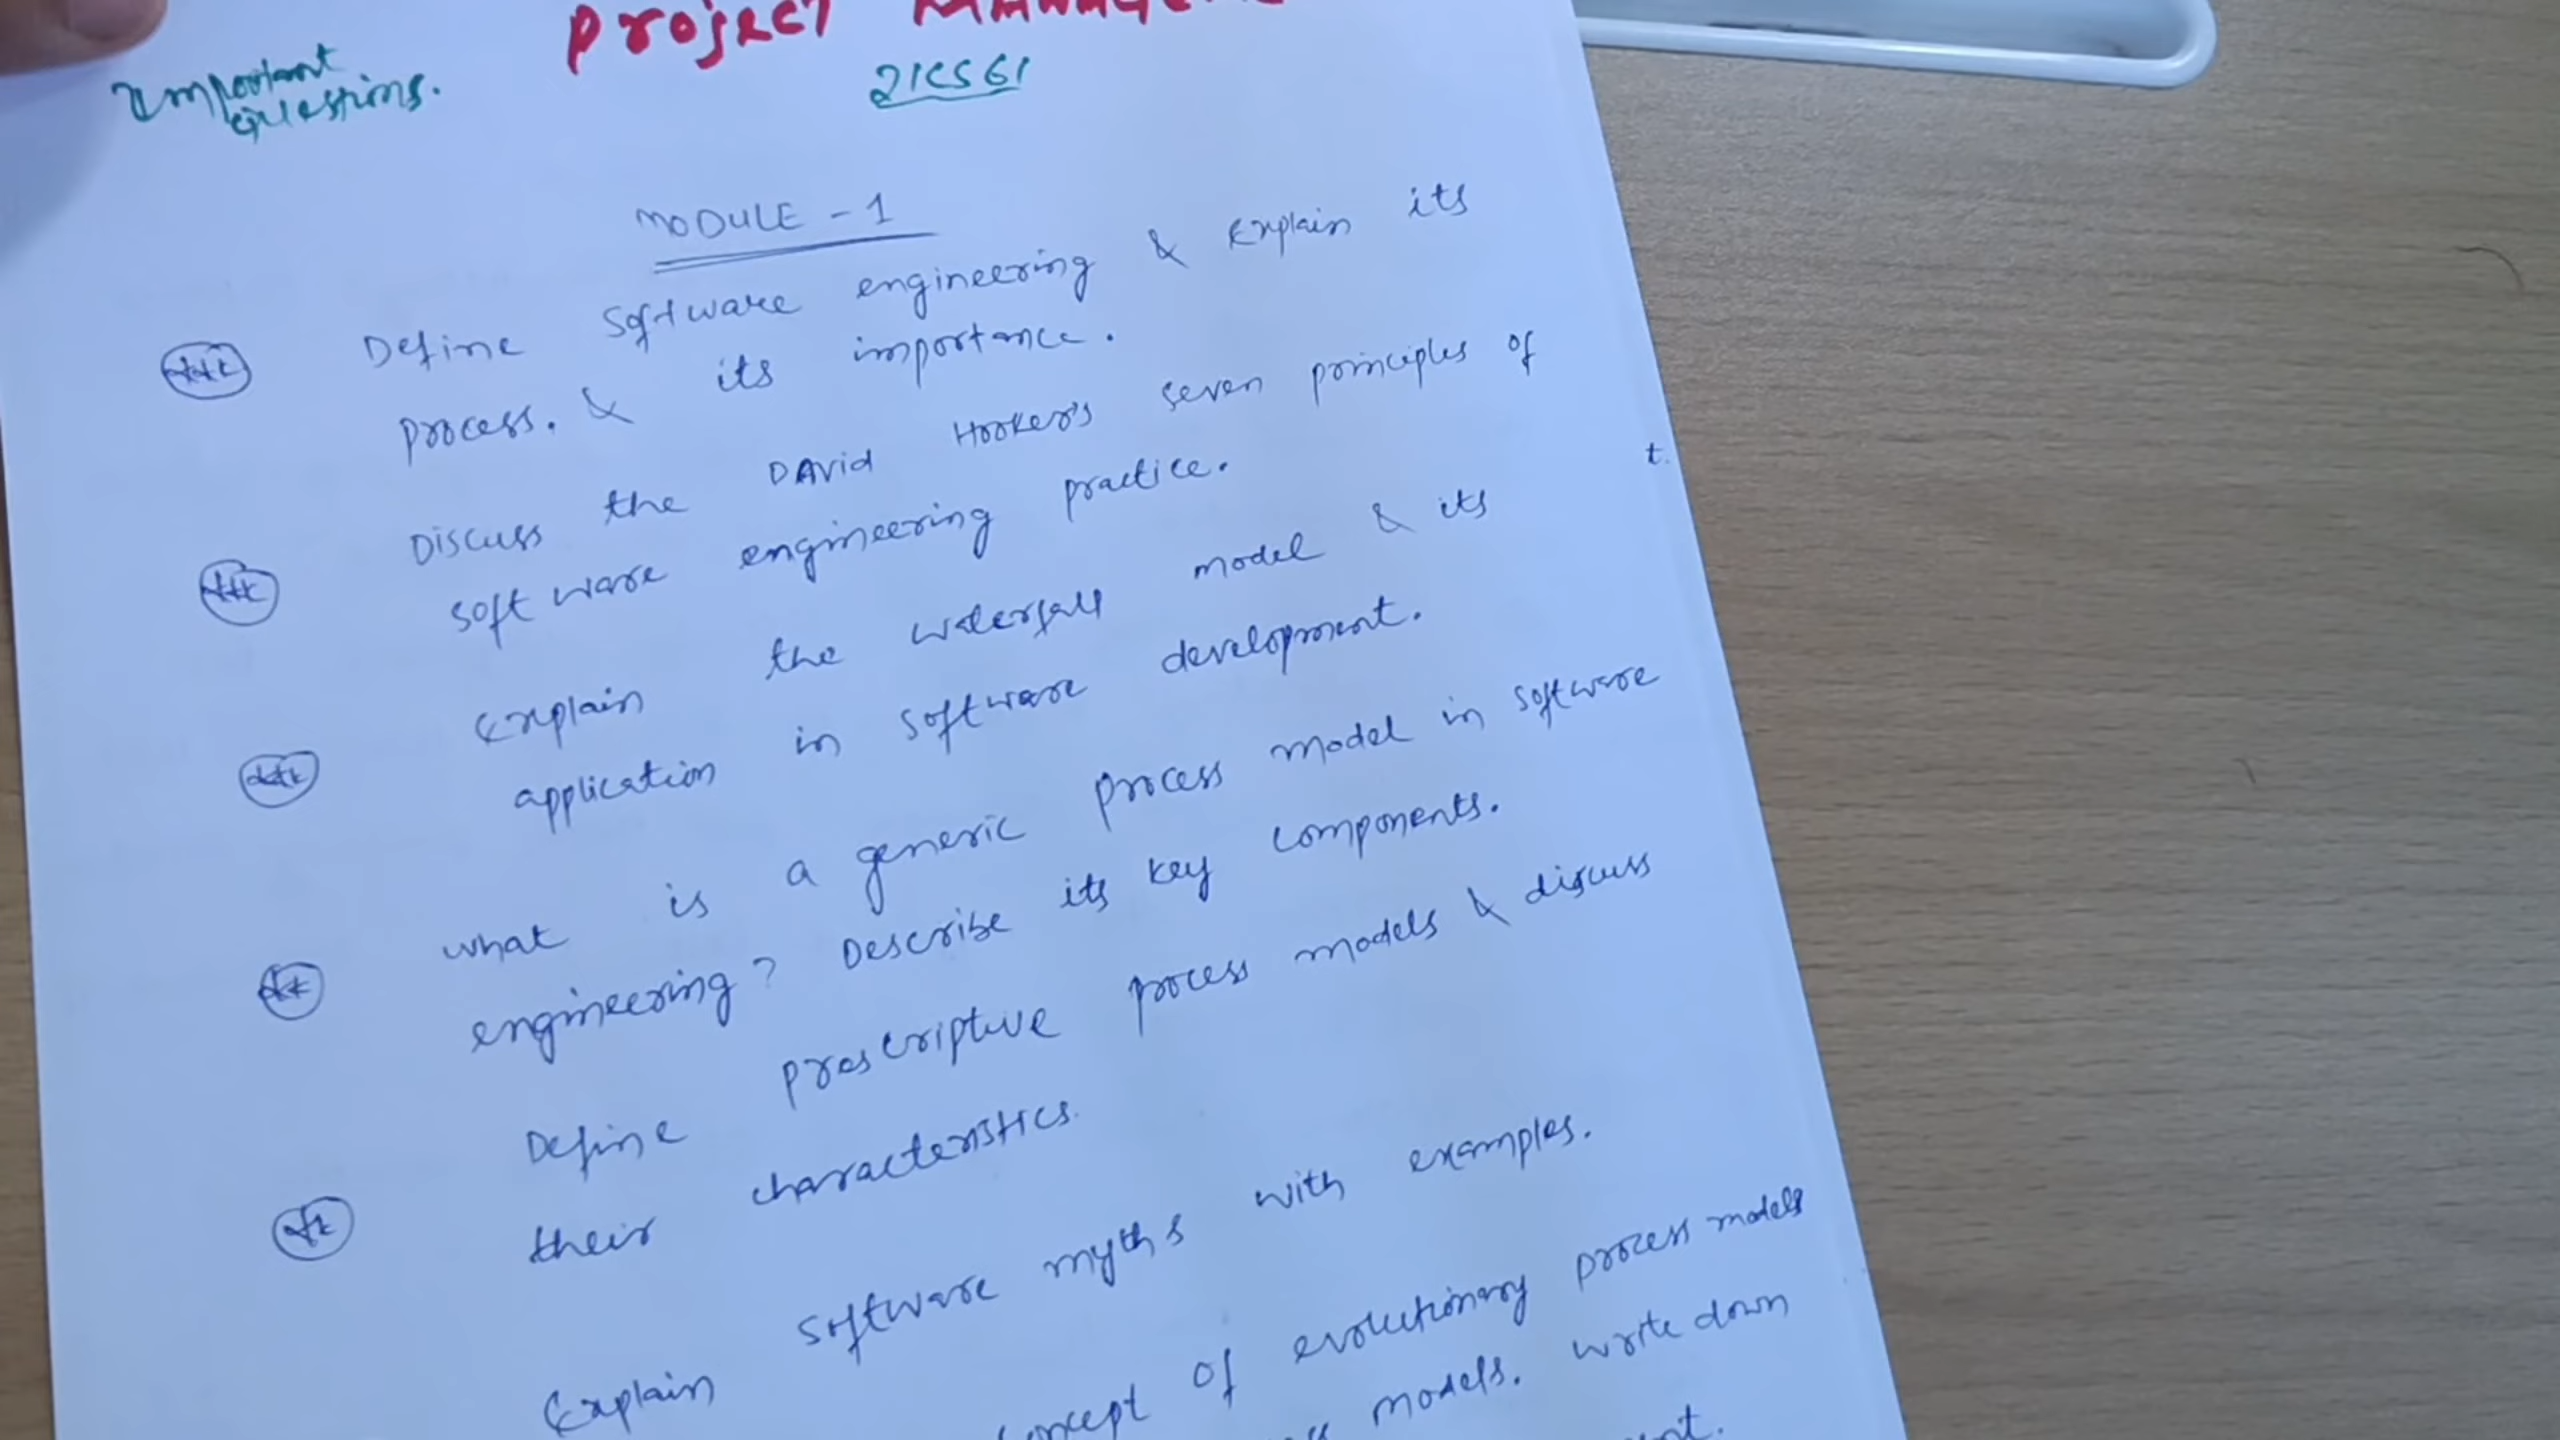 Project
Important
Questions.
21CS61
MODULE - 1
Define Software engineering & Explain its
process. & its importance.
Discuss the DAvid Hooker's seven principles of
software engineering practice.
t.
Explain the waterfall model & its
application in software development.
what is a generic process model in software
engineering? Describe its key components.
Define prescriptive process models & discuss
their characteristics.
Explain software myths with examples.
concept of evolutionary process models
models. write down